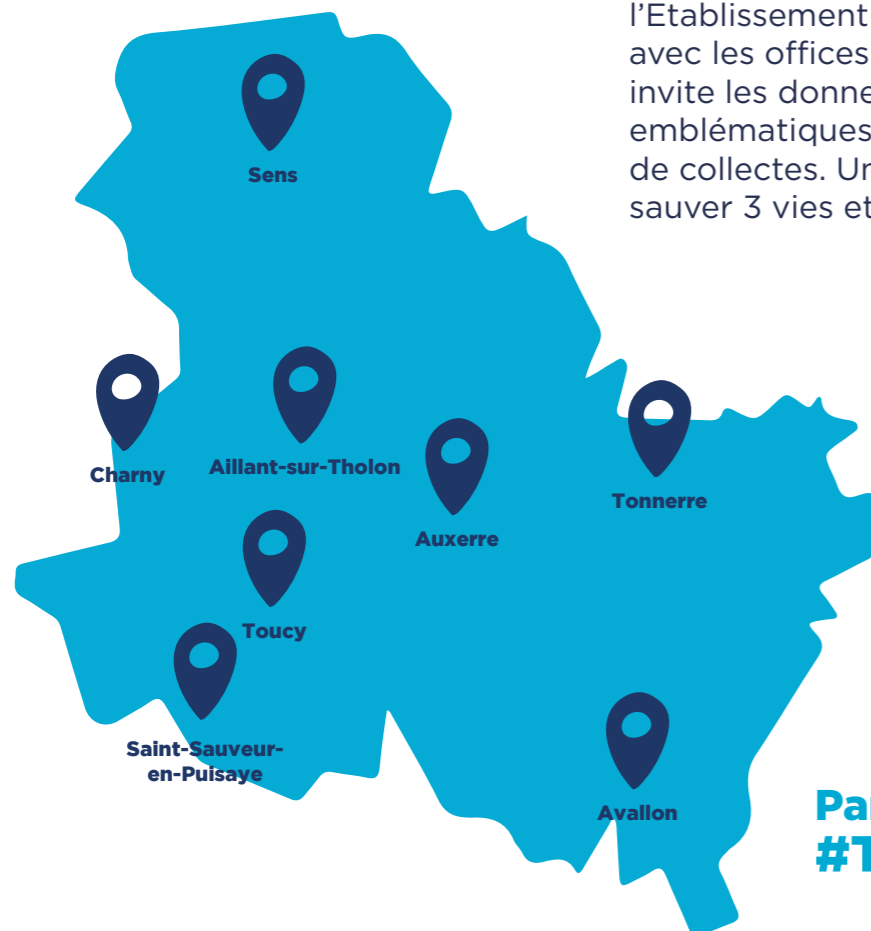 l'Etablissement
avec les offices
invite les donne
emblématiques
de collectes. Un
sauver 3 vies et
Sens
Charny
Aillant-sur-Tholon
Auxerre
Tonnerre
Toucy
Saint-Sauveur-
en-Puisaye
Avallon
Par
#T